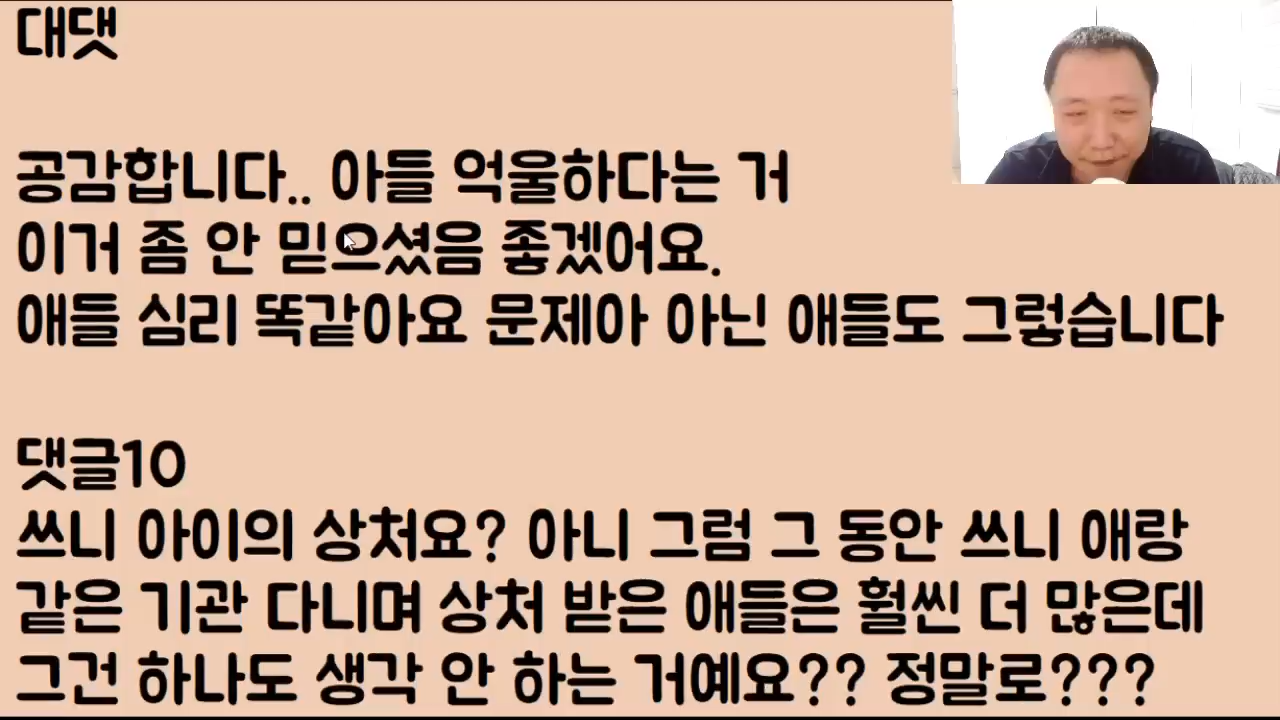 대댓
공감합니다.. 아들 억울하다는 거
이거 좀 안 믿으셨음 좋겠어요.
애들 심리 똑같아요 문제아 아닌 애들도 그렇습니다
댓글10
쓰니 아이의 상처요? 아니 그럼 그 동안 쓰니 애랑
같은 기관 다니며 상처 받은 애들은 훨씬 더 많은데
그건 하나도 생각 안 하는 거예요?? 정말로???